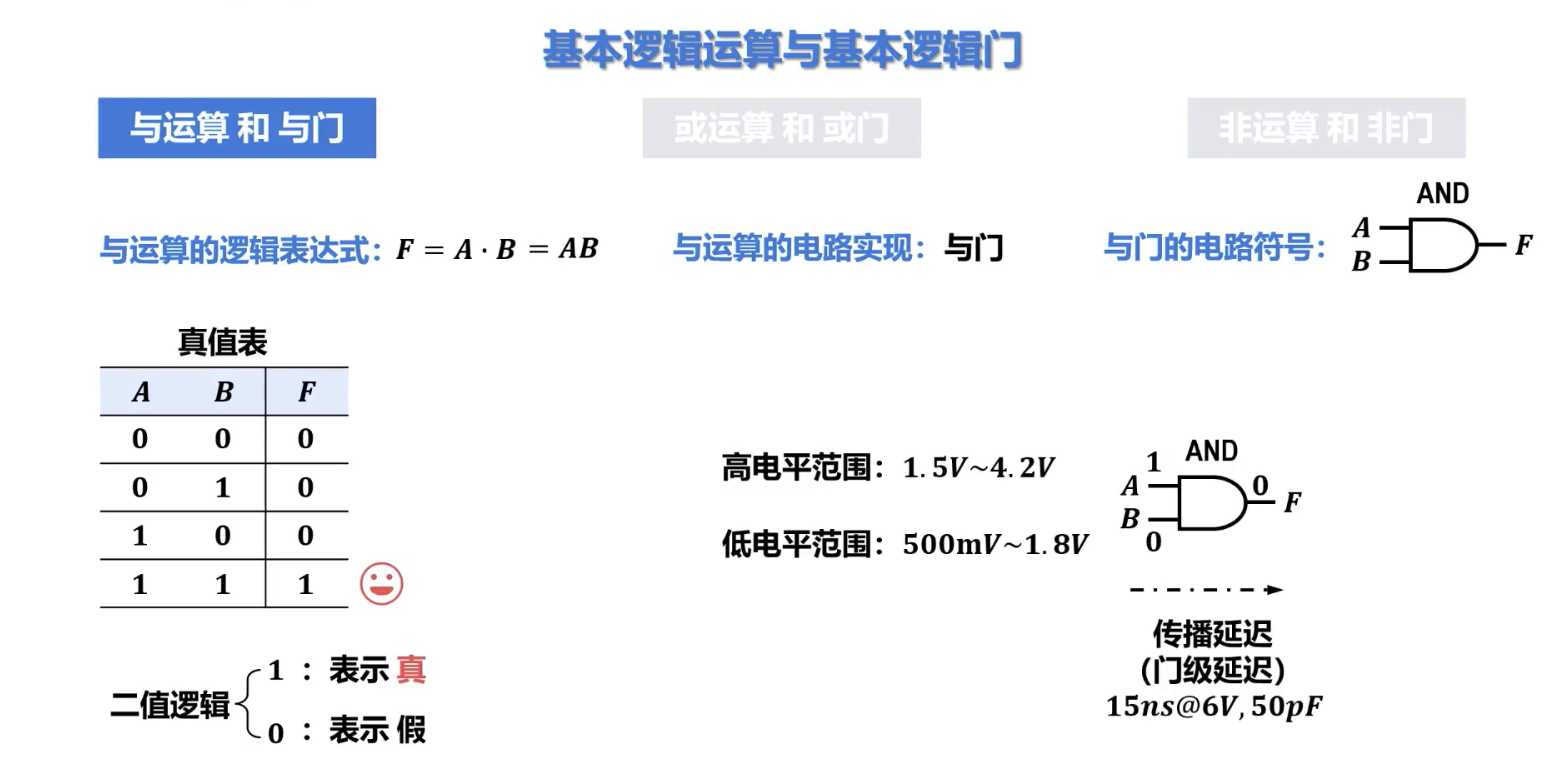 基本逻辑运算与基本逻辑门
与运算 和 与门
或运算 和 或门
非运算 和 非门
与运算的逻辑表达式：F = A · B = AB
与运算的电路实现：与门
与门的电路符号：
AND
A
B
F
真值表
A B F
0 0 0
0 1 0
1 0 0
1 1 1
二值逻辑
1 ：表示 真
0 ：表示 假
高电平范围：1.5V~4.2V
低电平范围：500mV~1.8V
AND
1
A
B
0
0
F
传播延迟
(门级延迟)
15ns@6V, 50pF